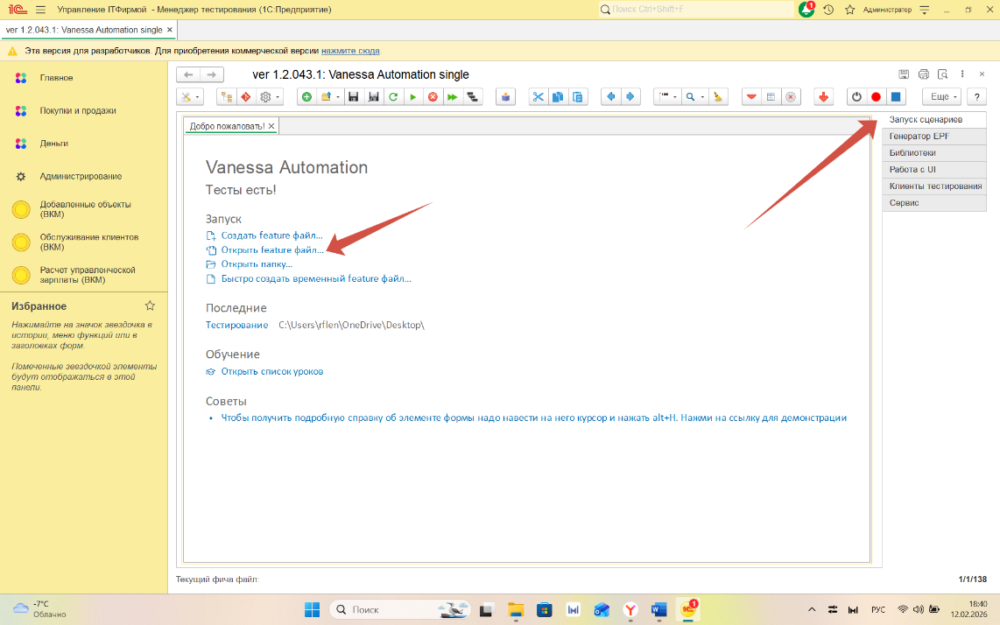 Управление ITФирмой - Менеджер тестирования (1С:Предприятие)
Поиск Ctrl+Shift+F
1
Администратор
ver 1.2.043.1: Vanessa Automation single
Эта версия для разработчиков. Для приобретения коммерческой версии нажмите сюда
Главное
Покупки и продажи
Деньги
Администрирование
Добавленные объекты
(ВКМ)
Обслуживание клиентов
(ВКМ)
Расчет управленческой
зарплаты (ВКМ)
Избранное
Нажимайте на значок звездочка в
истории, меню функций или в
заголовках форм.
Помеченные звездочкой элементы
будут отображаться в этой
панели.
ver 1.2.043.1: Vanessa Automation single
Еще
?
Добро пожаловать!
Vanessa Automation
Тесты есть!
Запуск
Создать feature файл...
Открыть feature файл...
Открыть папку...
Быстро создать временный feature файл...
Последние
Тестирование C:\Users\rflen\OneDrive\Desktop\
Обучение
Открыть список уроков
Советы
Чтобы получить подробную справку об элементе формы надо навести на него курсор и нажать alt+H. Нажми на ссылку для демонстрации
Запуск сценариев
Генератор EPF
Библиотеки
Работа с UI
Клиенты тестирования
Сервис
Текущий фича файл:
1/1/138
-7°C
Облачно
Поиск
1
РУС
18:40
12.02.2026